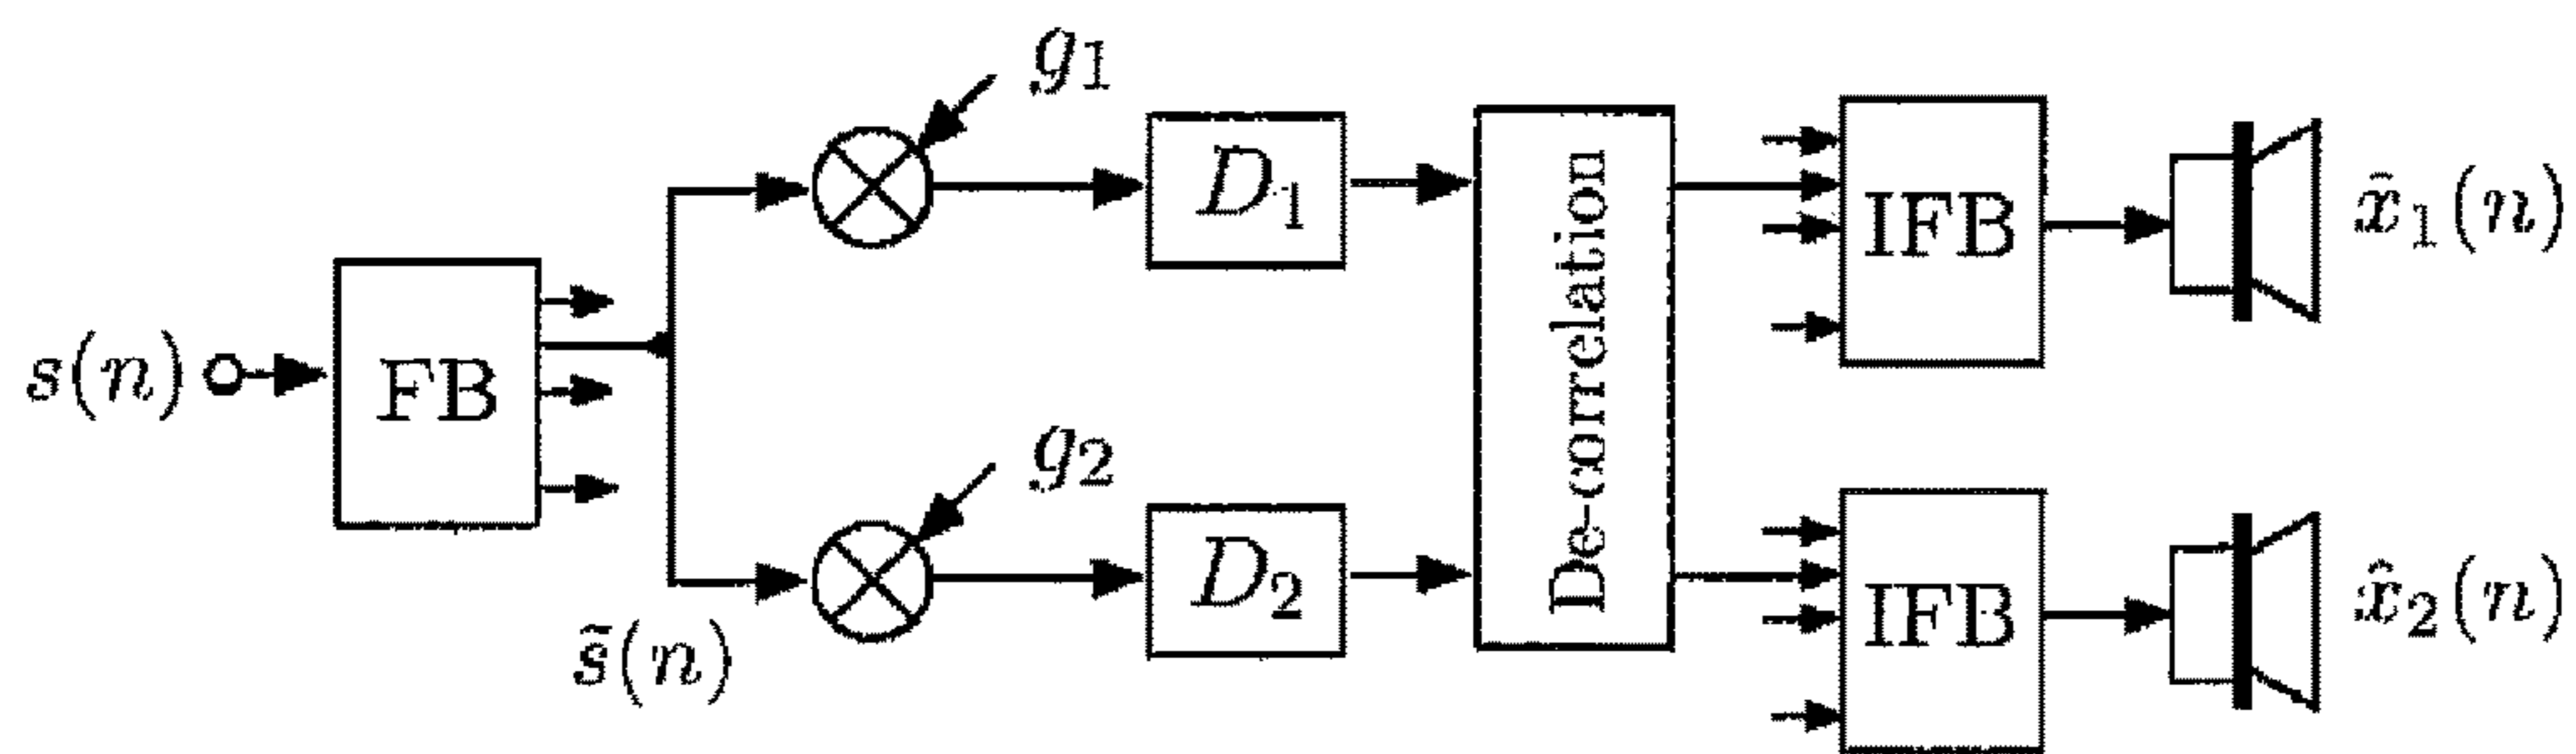 g₁
D₁
De-correlation
IFB
x̂₁(n)
s(n)
FB
g₂
s̃(n)
D₂
IFB
x̂₂(n)